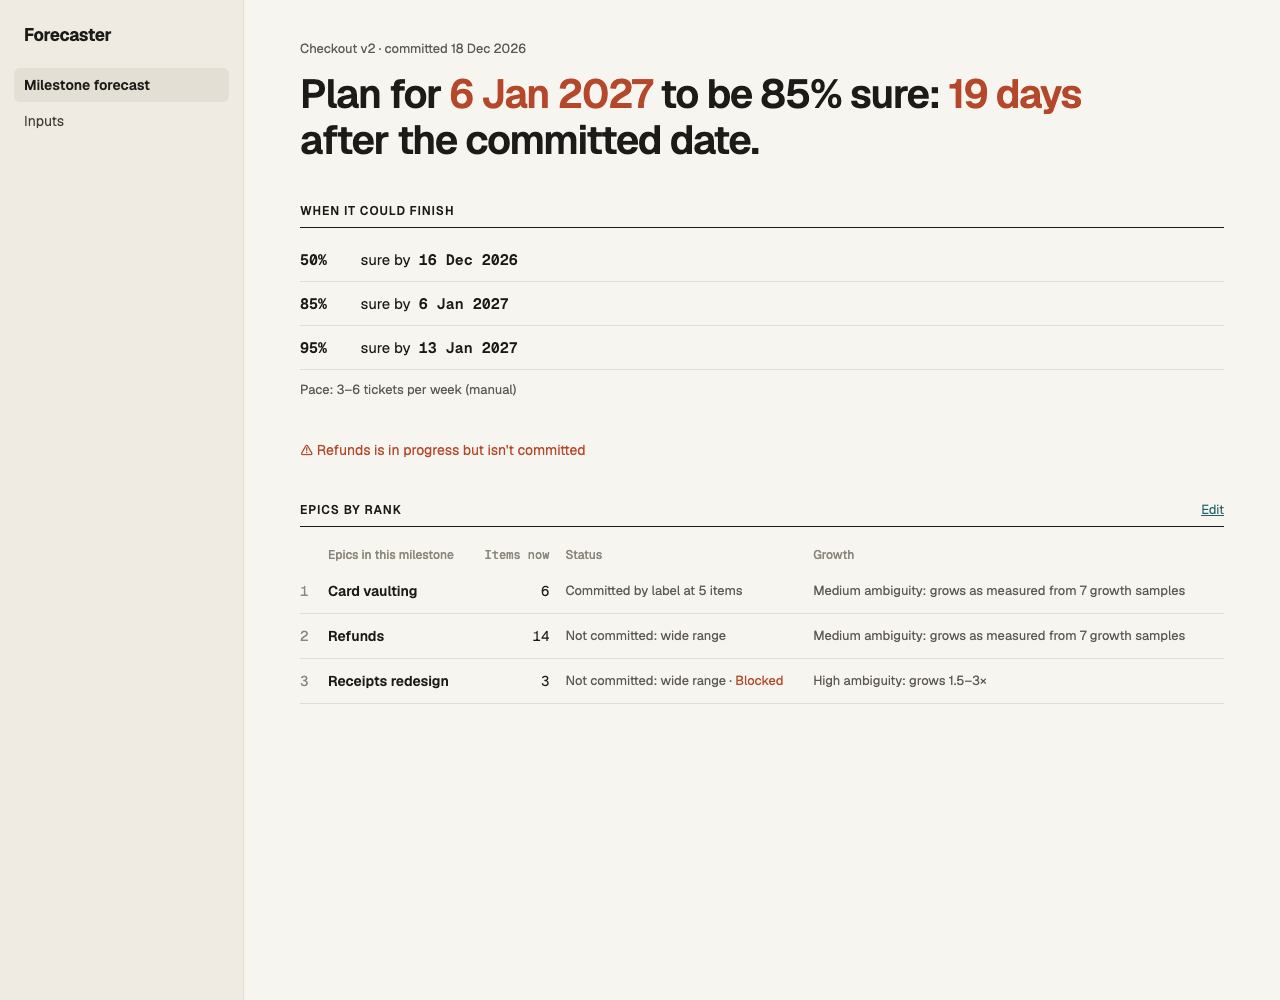 Forecaster
Milestone forecast
Inputs
Checkout v2 · committed 18 Dec 2026
Plan for 6 Jan 2027 to be 85% sure: 19 days
after the committed date.
WHEN IT COULD FINISH
50% sure by 16 Dec 2026
85% sure by 6 Jan 2027
95% sure by 13 Jan 2027
Pace: 3–6 tickets per week (manual)
⚠ Refunds is in progress but isn't committed
EPICS BY RANK Edit
Epics in this milestone Items now Status Growth
1 Card vaulting 6 Committed by label at 5 items Medium ambiguity: grows as measured from 7 growth samples
2 Refunds 14 Not committed: wide range Medium ambiguity: grows as measured from 7 growth samples
3 Receipts redesign 3 Not committed: wide range · Blocked High ambiguity: grows 1.5–3×